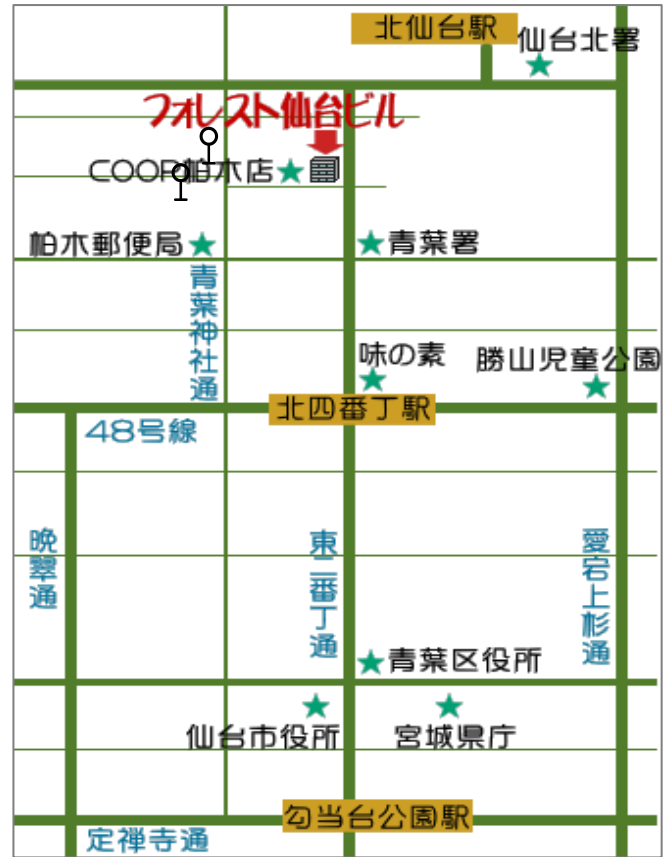 北仙台駅
仙台北署
フォレスト仙台ビル
COOP柏木店
柏木郵便局
青葉署
青葉神社通
味の素
勝山児童公園
北四番丁駅
48号線
晩翠通
東二番丁通
愛宕上杉通
青葉区役所
仙台市役所
宮城県庁
勾当台公園駅
定禅寺通